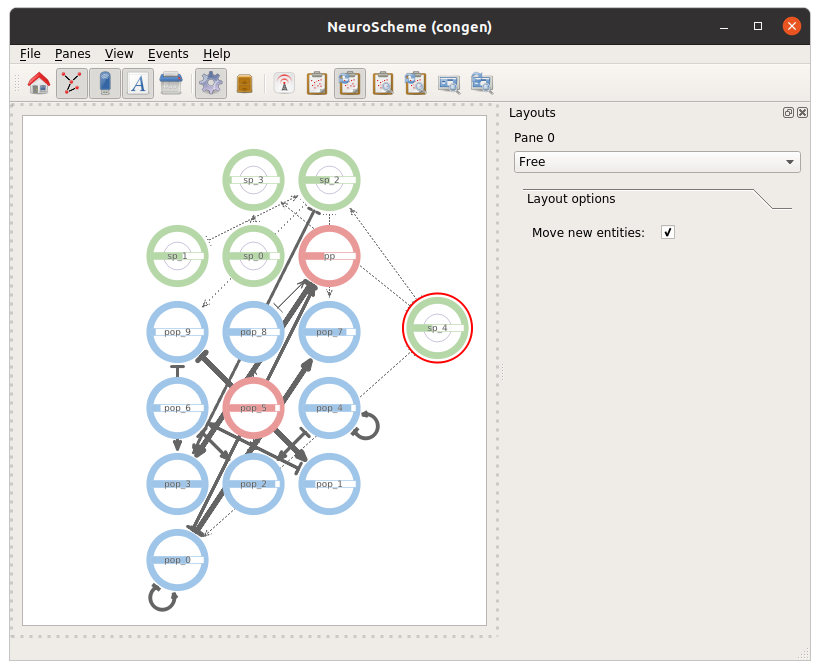 NeuroScheme (congen)
File Panes View Events Help
A
Layouts
Pane 0
Free
Layout options
Move new entities:
sp_3 sp_2
sp_1 sp_0 pp
sp_4
pop_9 pop_8 pop_7
pop_6 pop_5 pop_4
pop_3 pop_2 pop_1
pop_0